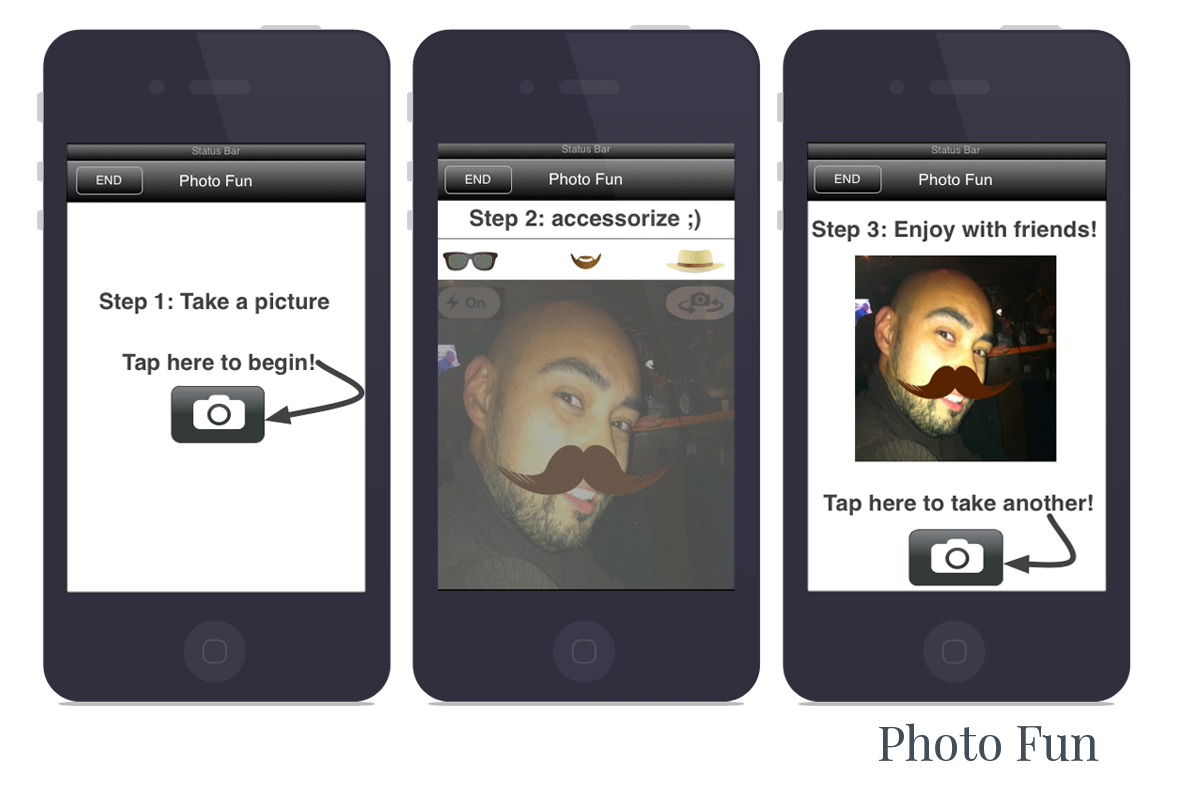 Status Bar
END
Photo Fun
Step 1: Take a picture
Tap here to begin!
Status Bar
END
Photo Fun
Step 2: accessorize ;)
On
Status Bar
END
Photo Fun
Step 3: Enjoy with friends!
Tap here to take another!
Photo Fun